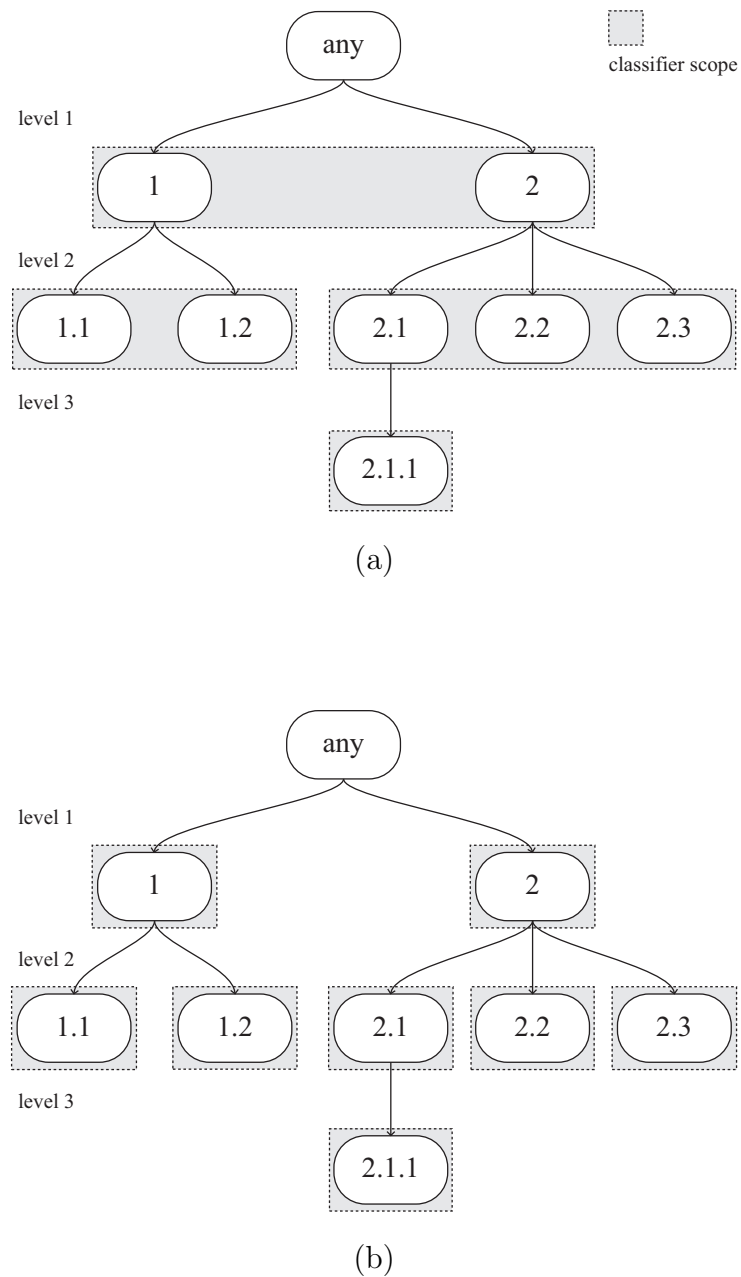 any
classifier scope
level 1
1 2
level 2
1.1 1.2 2.1 2.2 2.3
level 3
2.1.1
(a)
any
level 1
1 2
level 2
1.1 1.2 2.1 2.2 2.3
level 3
2.1.1
(b)